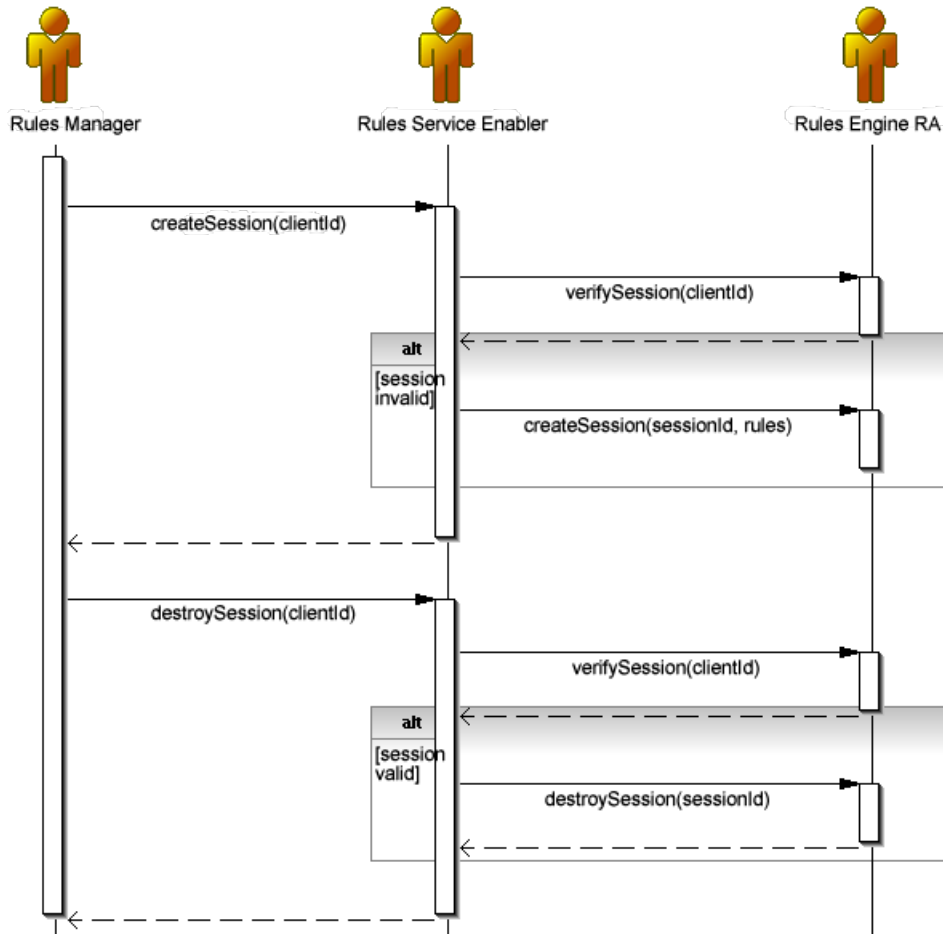 Rules Manager
Rules Service Enabler
Rules Engine RA
createSession(clientId)
verifySession(clientId)
alt
[session
invalid]
createSession(sessionId, rules)
destroySession(clientId)
verifySession(clientId)
alt
[session
valid]
destroySession(sessionId)